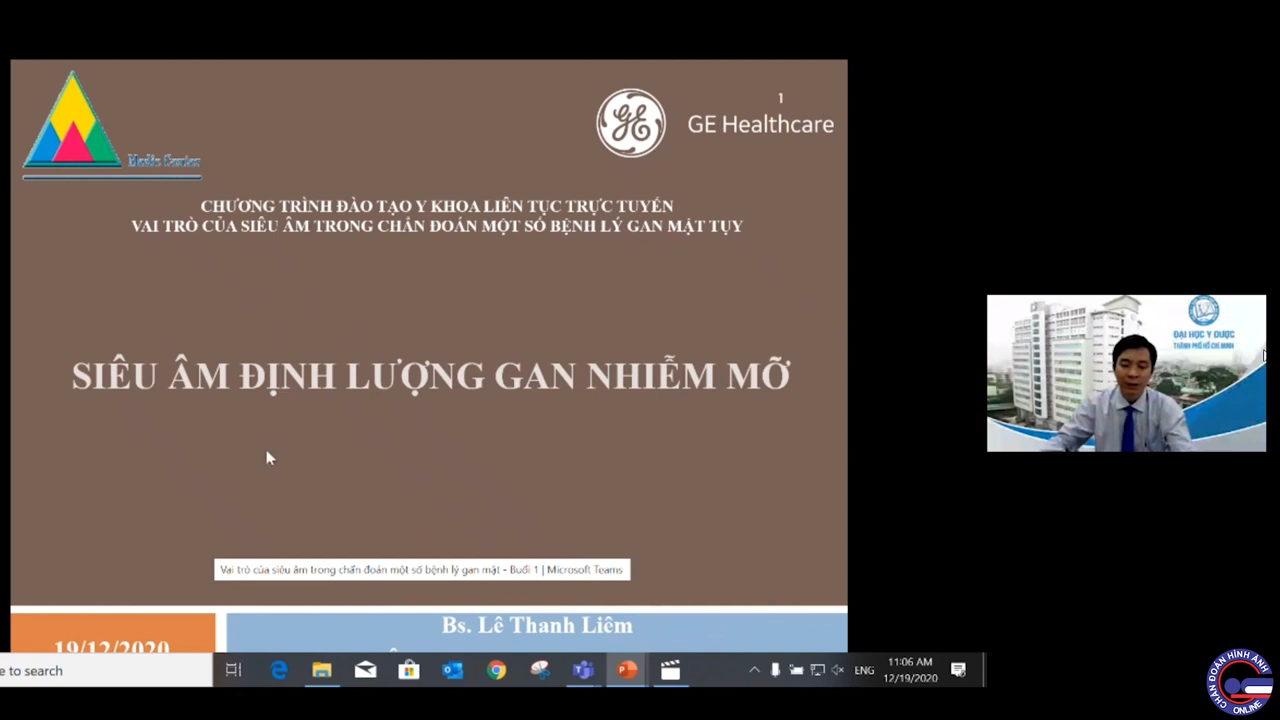 1
GE Healthcare
Medic Center
CHƯƠNG TRÌNH ĐÀO TẠO Y KHOA LIÊN TỤC TRỰC TUYẾN
VAI TRÒ CỦA SIÊU ÂM TRONG CHẨN ĐOÁN MỘT SỐ BỆNH LÝ GAN MẬT TỤY
SIÊU ÂM ĐỊNH LƯỢNG GAN NHIỄM MỠ
ĐẠI HỌC Y DƯỢC
THÀNH PHỐ HỒ CHÍ MINH
Vai trò của siêu âm trong chẩn đoán một số bệnh lý gan mật - Buổi 1 | Microsoft Teams
Bs. Lê Thanh Liêm
19/12/2020
e to search
ENG
11:06 AM
12/19/2020
CHẨN ĐOÁN HÌNH ẢNH
ONLINE